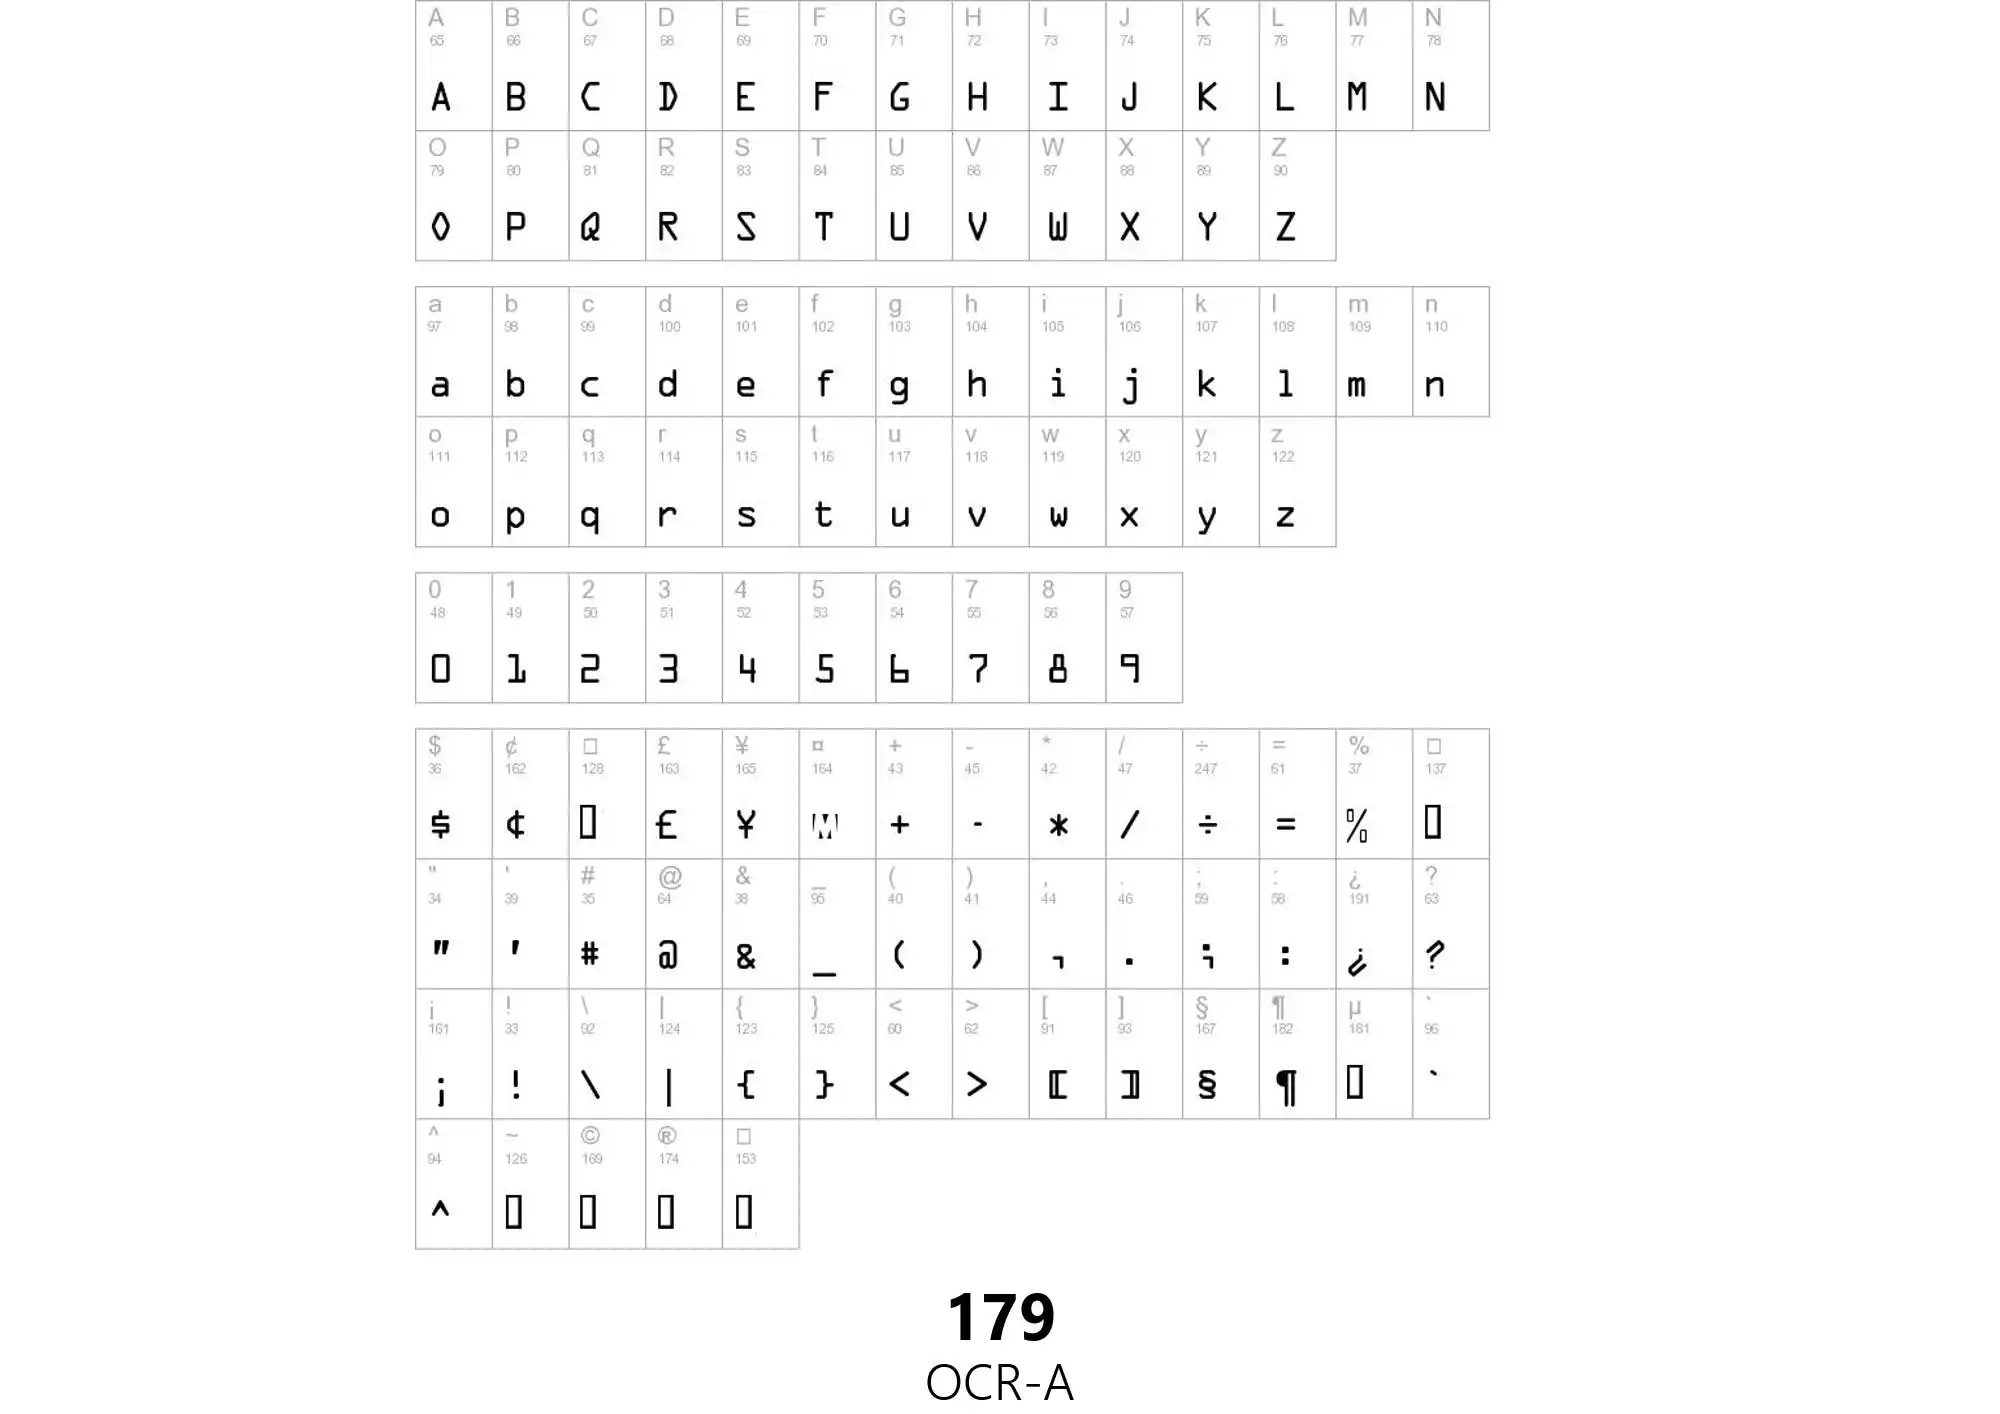 A B C D E F G H I J K L M N
65 66 67 68 69 70 71 72 73 74 75 76 77 78
A B C D E F G H I J K L M N
O P Q R S T U V W X Y Z
79 80 81 82 83 84 85 86 87 88 89 90
O P Q R S T U V W X Y Z
a b c d e f g h i j k l m n
97 98 99 100 101 102 103 104 105 106 107 108 109 110
a b c d e f g h i j k l m n
o p q r s t u v w x y z
111 112 113 114 115 116 117 118 119 120 121 122
o p q r s t u v w x y z
0 1 2 3 4 5 6 7 8 9
48 49 50 51 52 53 54 55 56 57
0 1 2 3 4 5 6 7 8 9
$ ¢ □ £ ¥ ¤ + - * / ÷ = % □
36 162 128 163 165 164 43 45 42 47 247 61 37 137
$ ¢ ▯ £ ¥ M + - * / ÷ = % ▯
" ' # @ & _ ( ) , . ; : ¿ ?
34 39 35 64 38 95 40 41 44 46 59 58 191 63
" ' # @ & _ ( ) , . ; : ¿ ?
¡ ! \ | { } < > [ ] § ¶ µ `
161 33 92 124 123 125 60 62 91 93 167 182 181 96
¡ ! \ | { } < > [ ] § ¶ ▯ `
^ ~ © ® □
94 126 169 174 153
^ ▯ ▯ ▯ ▯
179
OCR-A